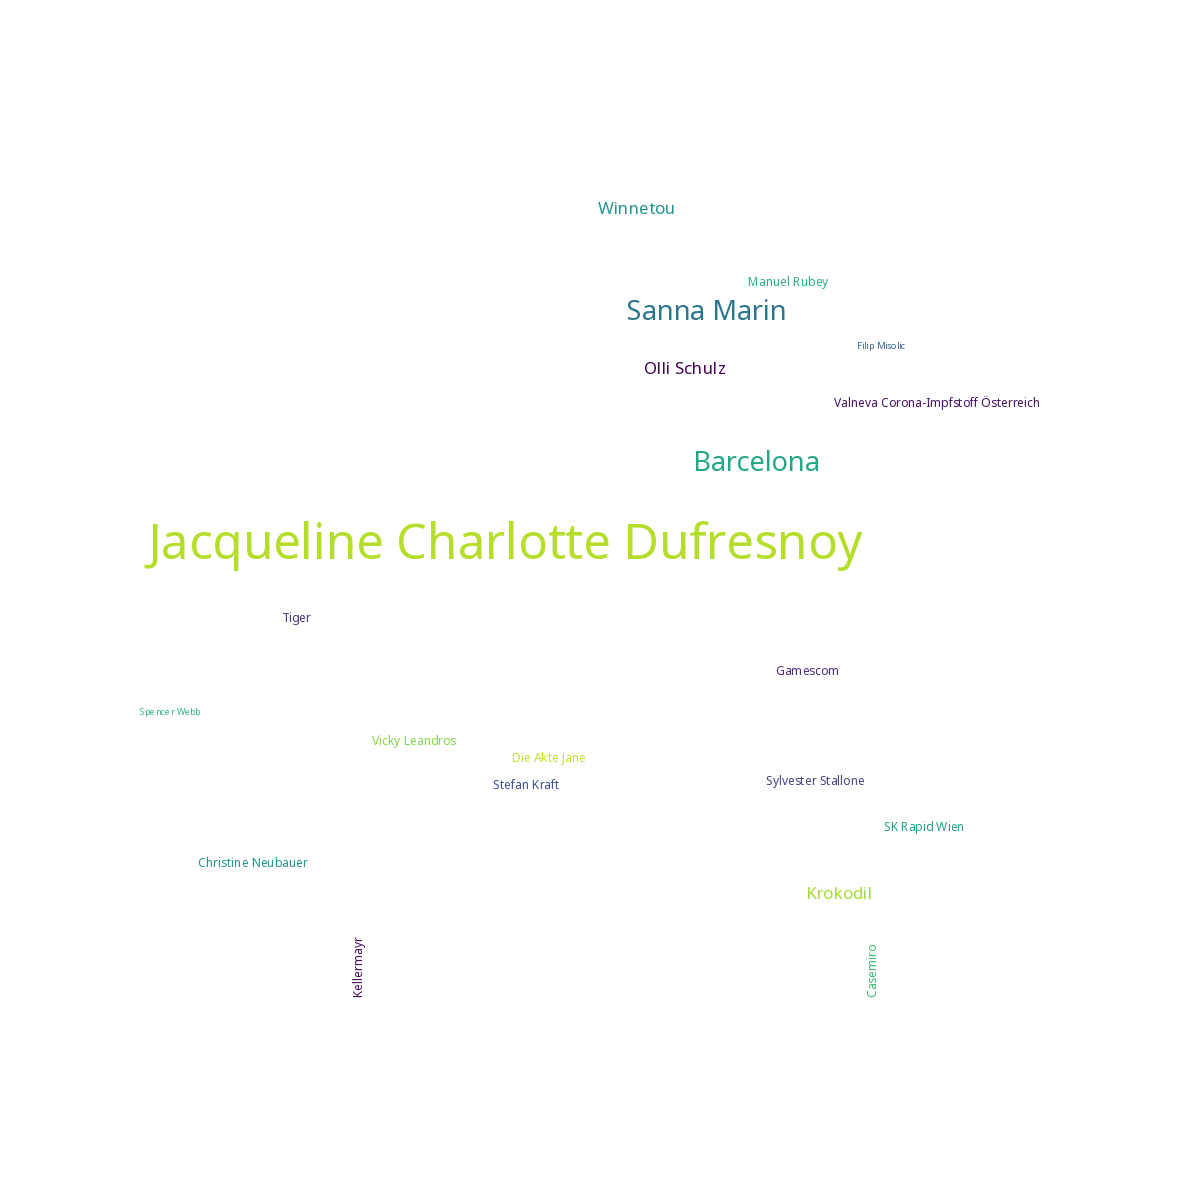 Winnetou
Manuel Rubey
Sanna Marin
Filip Misolic
Olli Schulz
Valneva Corona-Impfstoff Österreich
Barcelona
Jacqueline Charlotte Dufresnoy
Tiger
Gamescom
Spencer Webb
Vicky Leandros
Die Akte Jane
Stefan Kraft
Sylvester Stallone
SK Rapid Wien
Christine Neubauer
Krokodil
Kellermayr
Casemiro